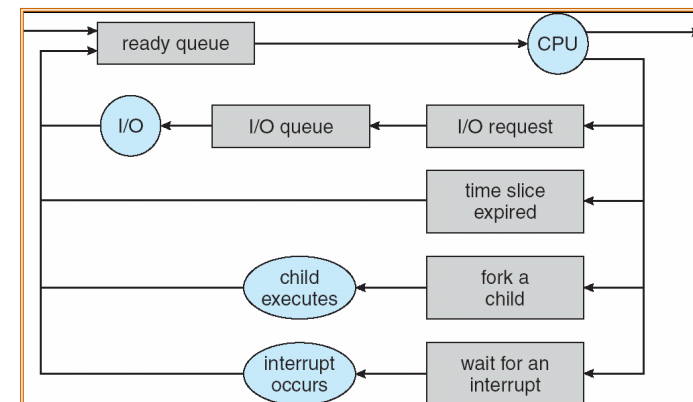 ready queue
CPU
I/O
I/O queue
I/O request
time slice
expired
child
executes
fork a
child
interrupt
occurs
wait for an
interrupt